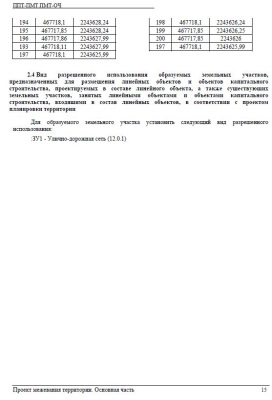 ППТ-ПМТ ПМТ-ОЧ
194 467718,1 2243628,24
195 467717,85 2243628,24
196 467717,86 2243627,99
193 467718,11 2243627,99
197 467718,1 2243625,99
198 467718,1 2243626,24
199 467717,85 2243626,25
200 467717,85 2243626
197 467718,1 2243625,99
2.4 Вид разрешенного использования образуемых земельных участков,
предназначенных для размещения линейных объектов и объектов капитального
строительства, проектируемых в составе линейного объекта, а также существующих
земельных участков, занятых линейными объектами и объектами капитального
строительства, входящими в состав линейных объектов, в соответствии с проектом
планировки территории
Для образуемого земельного участка установить следующий вид разрешенного
использования:
:ЗУ1 - Улично-дорожная сеть (12.0.1)
Проект межевания территории. Основная часть 15